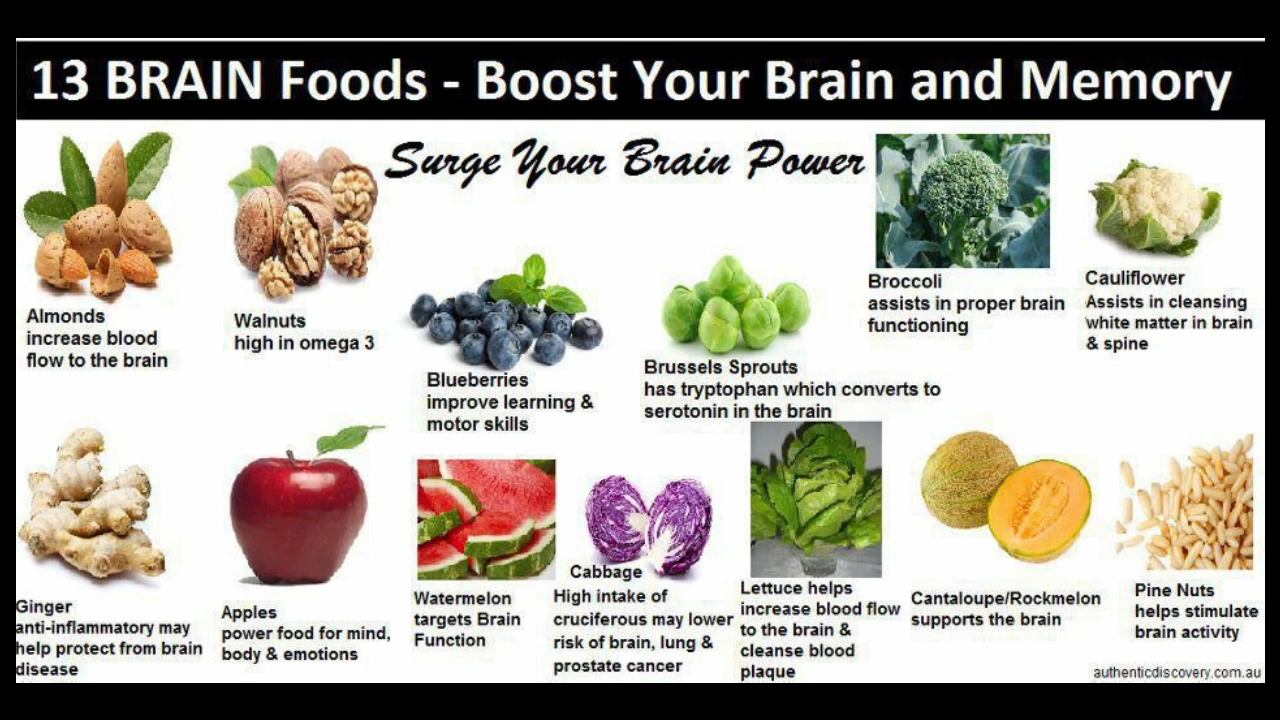 13 BRAIN Foods - Boost Your Brain and Memory
Surge Your Brain Power
Almonds
increase blood
flow to the brain
Walnuts
high in omega 3
Blueberries
improve learning &
motor skills
Brussels Sprouts
has tryptophan which converts to
serotonin in the brain
Broccoli
assists in proper brain
functioning
Cauliflower
Assists in cleansing
white matter in brain
& spine
Ginger
anti-inflammatory may
help protect from brain
disease
Apples
power food for mind,
body & emotions
Watermelon
targets Brain
Function
Cabbage
High intake of
cruciferous may lower
risk of brain, lung &
prostate cancer
Lettuce helps
increase blood flow
to the brain &
cleanse blood
plaque
Cantaloupe/Rockmelon
supports the brain
Pine Nuts
helps stimulate
brain activity
authenticdiscovery.com.au